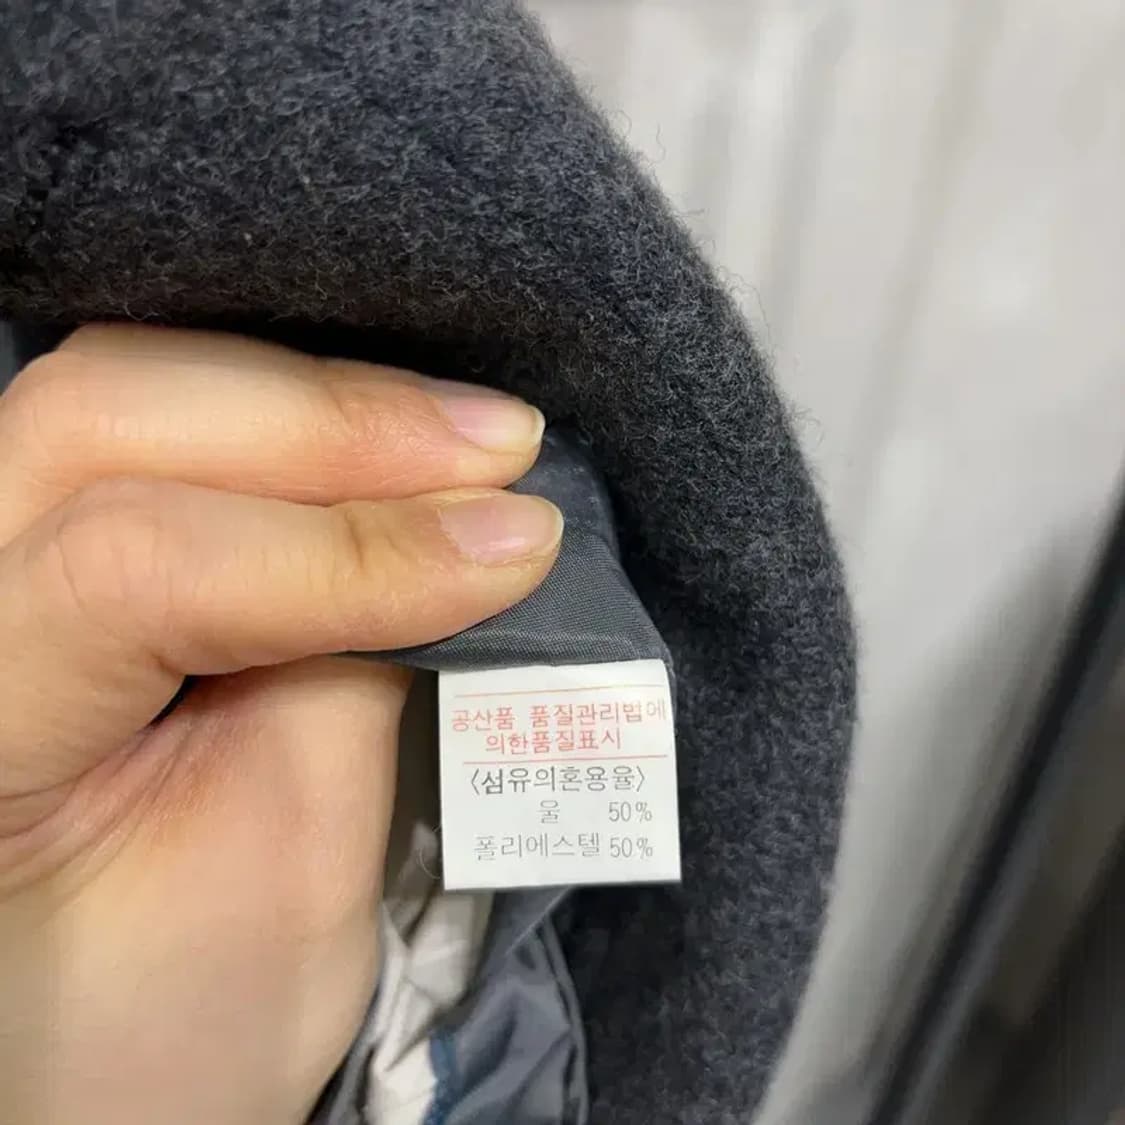 공산품 품질관리법에
의한품질표시
〈섬유의혼용율〉
울 50%
폴리에스텔 50%